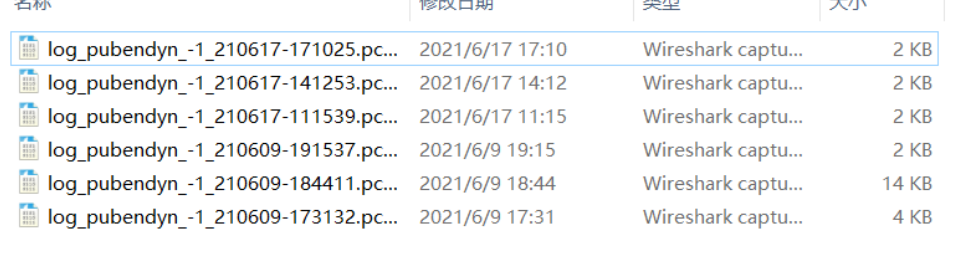 名称 修改日期 类型 大小
log_pubendyn_-1_210617-171025.pc... 2021/6/17 17:10 Wireshark captu... 2 KB
log_pubendyn_-1_210617-141253.pc... 2021/6/17 14:12 Wireshark captu... 2 KB
log_pubendyn_-1_210617-111539.pc... 2021/6/17 11:15 Wireshark captu... 2 KB
log_pubendyn_-1_210609-191537.pc... 2021/6/9 19:15 Wireshark captu... 2 KB
log_pubendyn_-1_210609-184411.pc... 2021/6/9 18:44 Wireshark captu... 14 KB
log_pubendyn_-1_210609-173132.pc... 2021/6/9 17:31 Wireshark captu... 4 KB